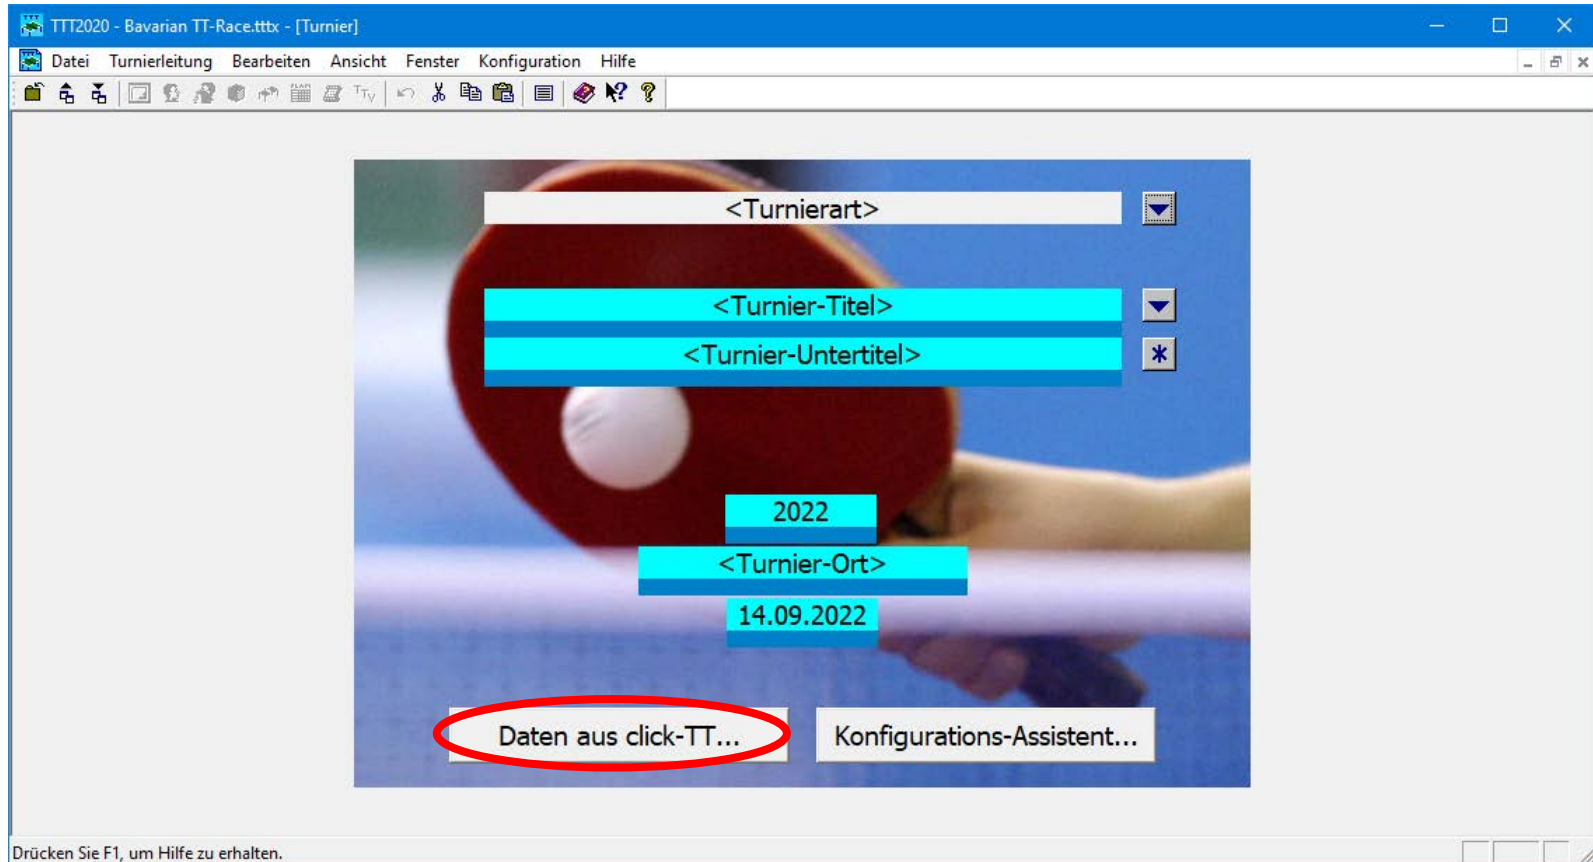 TTT2020 - Bavarian TT-Race.tttx - [Turnier]
Datei Turnierleitung Bearbeiten Ansicht Fenster Konfiguration Hilfe
<Turnierart>
<Turnier-Titel>
<Turnier-Untertitel>
2022
<Turnier-Ort>
14.09.2022
Daten aus click-TT... Konfigurations-Assistent...
Drücken Sie F1, um Hilfe zu erhalten.